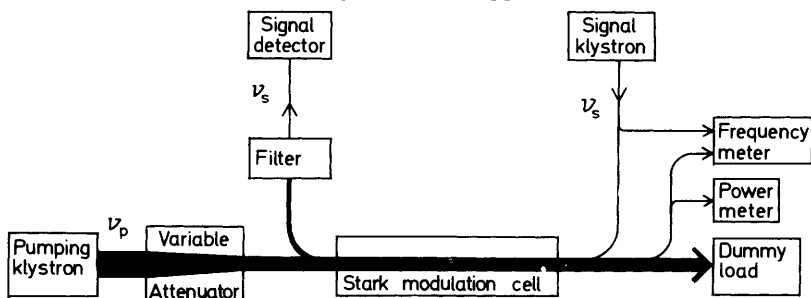 Signal
detector
Signal
klystron
𝜈s
𝜈s
Filter
Frequency
meter
Power
meter
𝜈p
Pumping
klystron
Variable
Attenuator
Stark modulation cell
Dummy
load